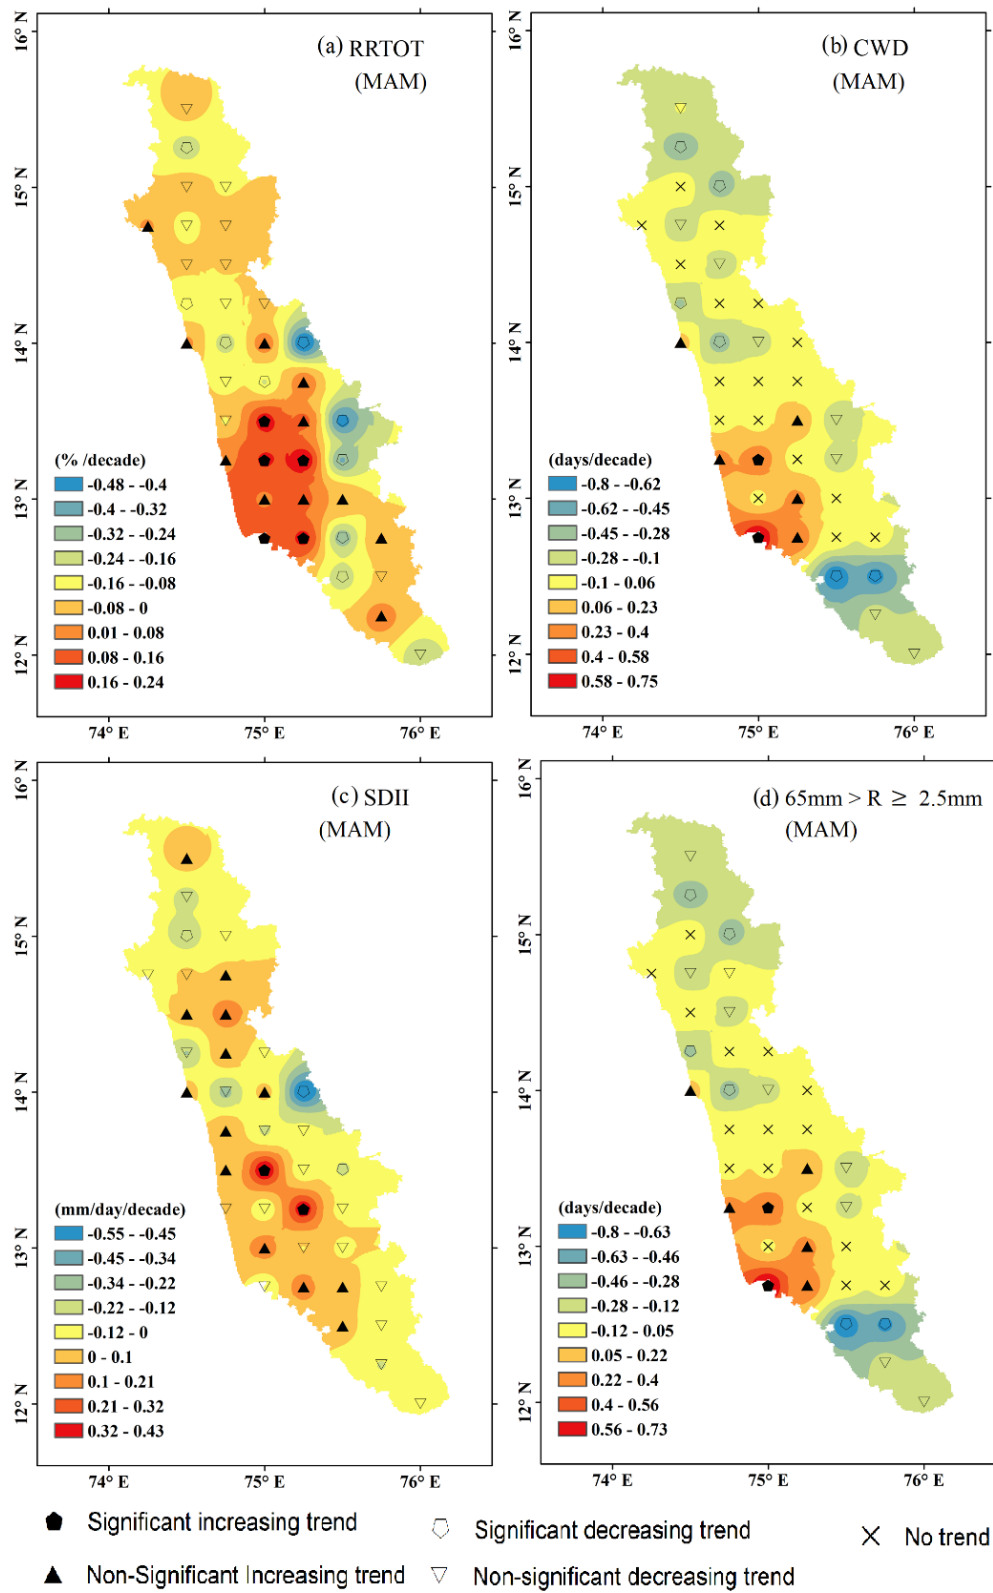 (a) RRTOT
(MAM)
16° N
15° N
14° N
13° N
12° N
(% /decade)
-0.48 - -0.4
-0.4 - -0.32
-0.32 - -0.24
-0.24 - -0.16
-0.16 - -0.08
-0.08 - 0
0.01 - 0.08
0.08 - 0.16
0.16 - 0.24
74° E
75° E
76° E
(b) CWD
(MAM)
16° N
15° N
14° N
13° N
12° N
(days/decade)
-0.8 - -0.62
-0.62 - -0.45
-0.45 - -0.28
-0.28 - -0.1
-0.1 - 0.06
0.06 - 0.23
0.23 - 0.4
0.4 - 0.58
0.58 - 0.75
74° E
75° E
76° E
(c) SDII
(MAM)
16° N
15° N
14° N
13° N
12° N
(mm/day/decade)
-0.55 - -0.45
-0.45 - -0.34
-0.34 - -0.22
-0.22 - -0.12
-0.12 - 0
0 - 0.1
0.1 - 0.21
0.21 - 0.32
0.32 - 0.43
74° E
75° E
76° E
(d) 65mm > R ≥ 2.5mm
(MAM)
16° N
15° N
14° N
13° N
12° N
(days/decade)
-0.8 - -0.63
-0.63 - -0.46
-0.46 - -0.28
-0.28 - -0.12
-0.12 - 0.05
0.05 - 0.22
0.22 - 0.4
0.4 - 0.56
0.56 - 0.73
74° E
75° E
76° E
Significant increasing trend
Significant decreasing trend
No trend
Non-Significant Increasing trend
Non-significant decreasing trend